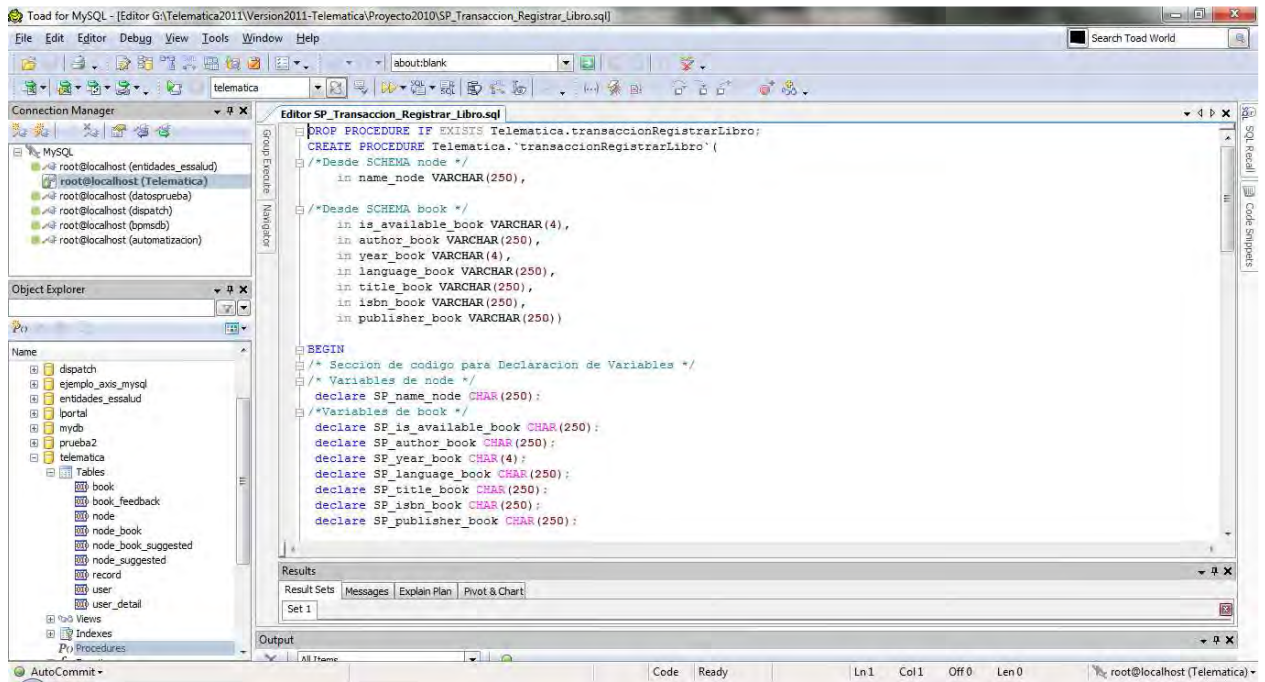 Toad for MySQL - [Editor G:\Telematica2011\Version2011-Telematica\Proyecto2010\SP_Transaccion_Registrar_Libro.sql]
File Edit Editor Debug View Tools Window Help
Search Toad World
about:blank
telematica
Connection Manager
MySQL
root@localhost (entidades_essalud)
root@localhost (Telematica)
root@localhost (datosprueba)
root@localhost (dispatch)
root@localhost (bpmsdb)
root@localhost (automatizacion)
Object Explorer
Name
dispatch
ejemplo_axis_mysql
entidades_essalud
lportal
mydb
prueba2
telematica
Tables
book
book_feedback
node
node_book
node_book_suggested
node_suggested
record
user
user_detail
Views
Indexes
Procedures
Group Execute
Navigator
Editor SP_Transaccion_Registrar_Libro.sql
DROP PROCEDURE IF EXISTS Telematica.transaccionRegistrarLibro;
CREATE PROCEDURE Telematica.`transaccionRegistrarLibro`(
/*Desde SCHEMA node */
in name_node VARCHAR(250),
/*Desde SCHEMA book */
in is_available_book VARCHAR(4),
in author_book VARCHAR(250),
in year_book VARCHAR(4),
in language_book VARCHAR(250),
in title_book VARCHAR(250),
in isbn_book VARCHAR(250),
in publisher_book VARCHAR(250))
BEGIN
/* Seccion de codigo para Declaracion de Variables */
/* Variables de node */
declare SP_name_node CHAR(250);
/*Variables de book */
declare SP_is_available_book CHAR(250);
declare SP_author_book CHAR(250);
declare SP_year_book CHAR(4);
declare SP_language_book CHAR(250);
declare SP_title_book CHAR(250);
declare SP_isbn_book CHAR(250);
declare SP_publisher_book CHAR(250);
SQL Recall
Code Snippets
Results
Result Sets Messages Explain Plan Pivot & Chart
Set 1
Output
All Items
AutoCommit
Code Ready Ln 1 Col 1 Off 0 Len 0 root@localhost (Telematica)